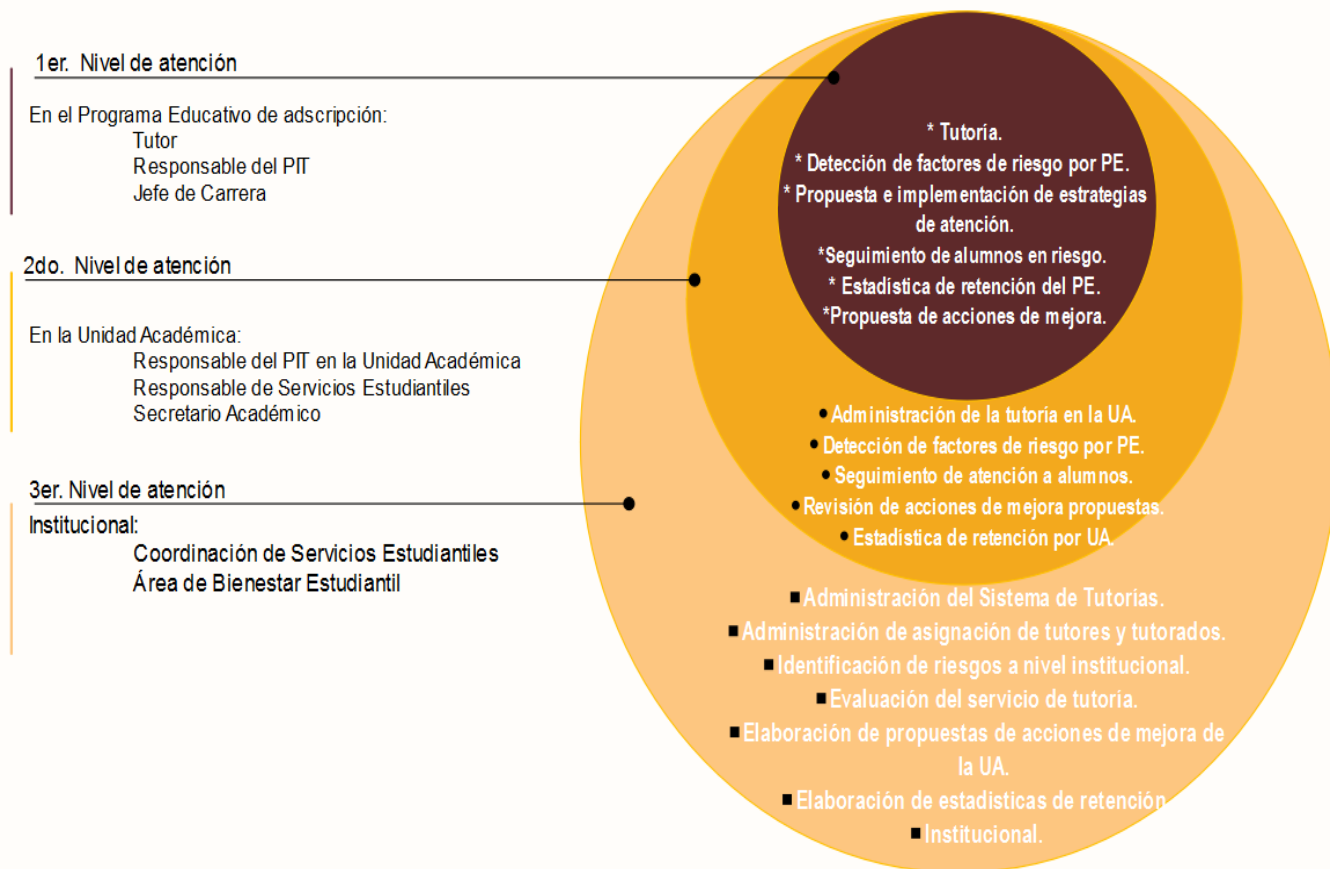 1er. Nivel de atención
En el Programa Educativo de adscripción:
Tutor
Responsable del PIT
Jefe de Carrera
2do. Nivel de atención
En la Unidad Académica:
Responsable del PIT en la Unidad Académica
Responsable de Servicios Estudiantiles
Secretario Académico
3er. Nivel de atención
Institucional:
Coordinación de Servicios Estudiantiles
Área de Bienestar Estudiantil
* Tutoría.
* Detección de factores de riesgo por PE.
* Propuesta e implementación de estrategias
de atención.
*Seguimiento de alumnos en riesgo.
* Estadística de retención del PE.
*Propuesta de acciones de mejora.
• Administración de la tutoría en la UA.
• Detección de factores de riesgo por PE.
• Seguimiento de atención a alumnos.
• Revisión de acciones de mejora propuestas.
• Estadística de retención por UA.
▪ Administración del Sistema de Tutorías.
▪ Administración de asignación de tutores y tutorados.
▪ Identificación de riesgos a nivel institucional.
▪ Evaluación del servicio de tutoría.
▪ Elaboración de propuestas de acciones de mejora de
la UA.
▪ Elaboración de estadísticas de retención
▪ Institucional.